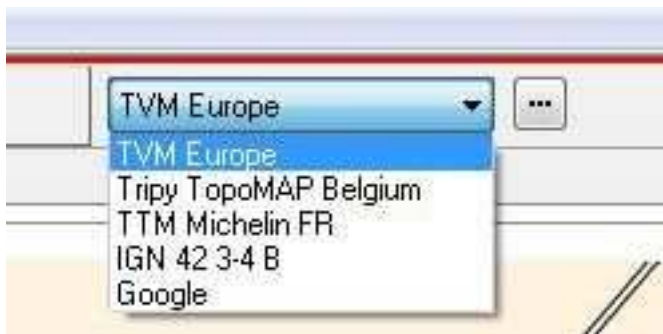 TVM Europe
...
TVM Europe
Tripy TopoMAP Belgium
TTM Michelin FR
IGN 42 3-4 B
Google